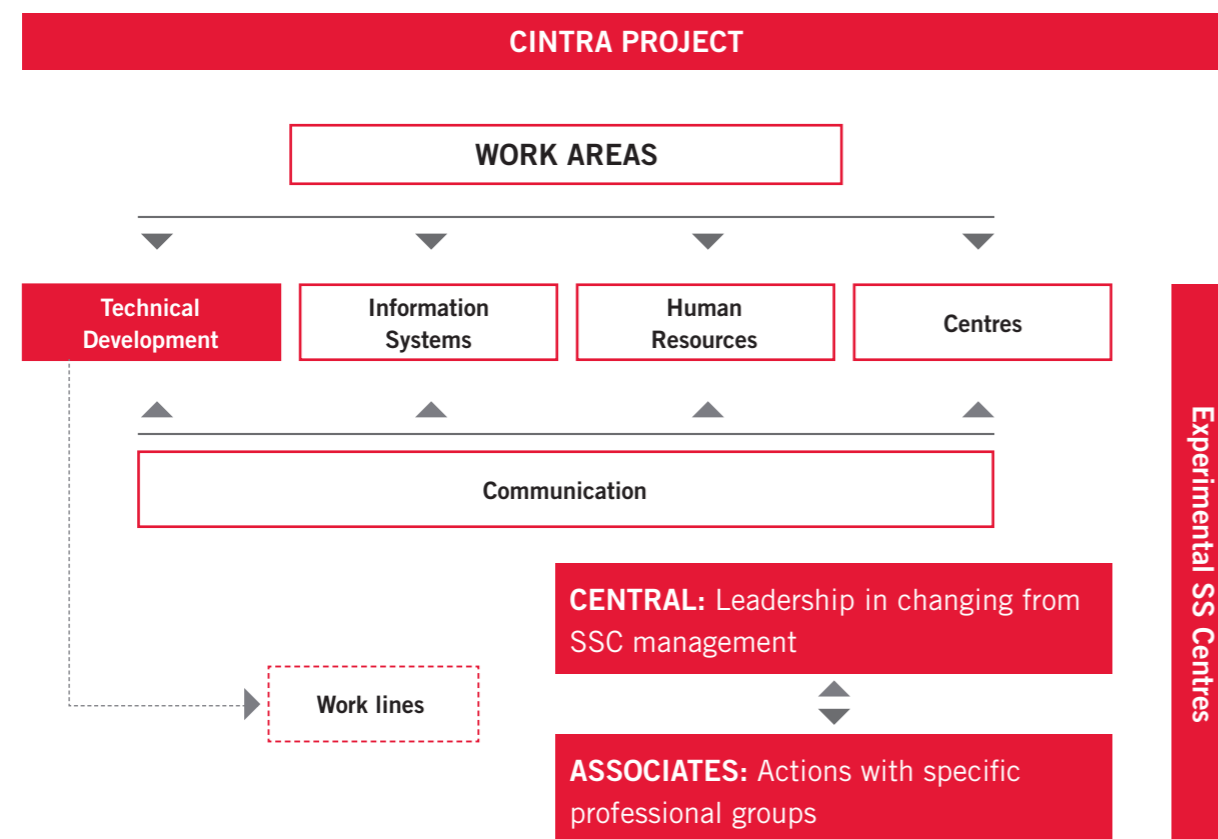 CINTRA PROJECT
WORK AREAS
Technical
Development
Information
Systems
Human
Resources
Centres
Communication
Experimental SS Centres
CENTRAL: Leadership in changing from
SSC management
Work lines
ASSOCIATES: Actions with specific
professional groups